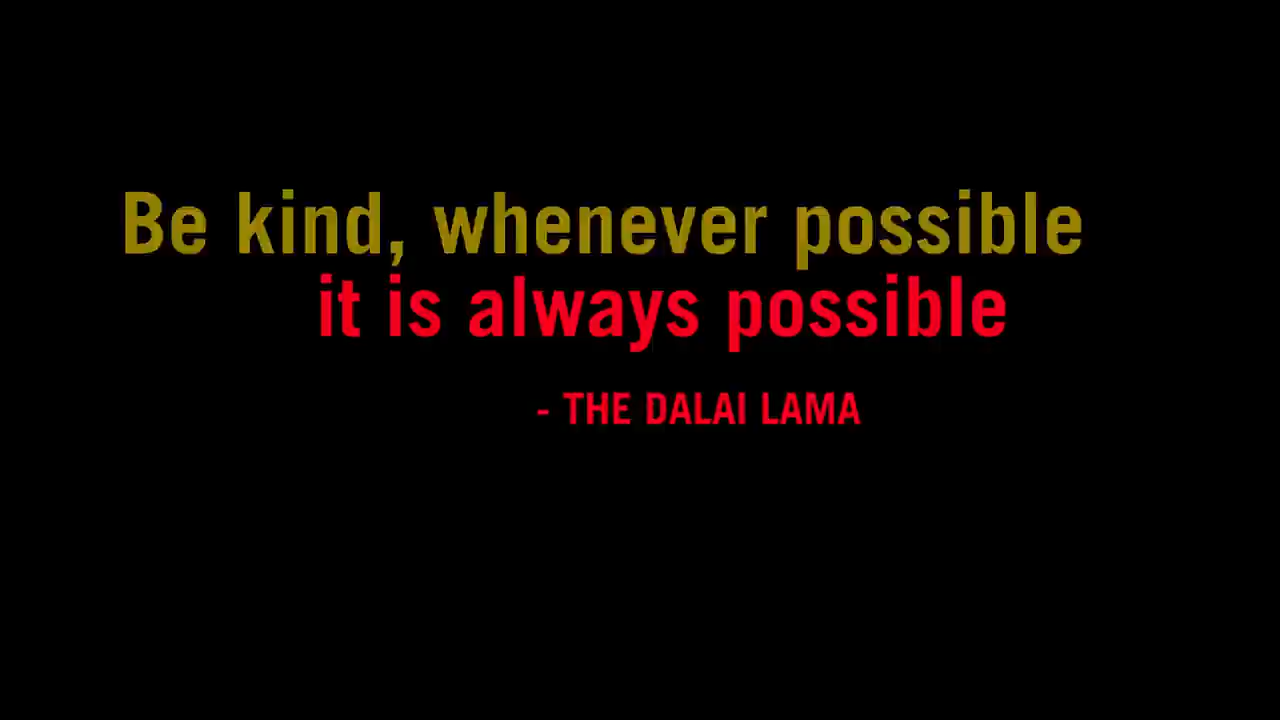 Be kind, whenever possible
it is always possible
- THE DALAI LAMA